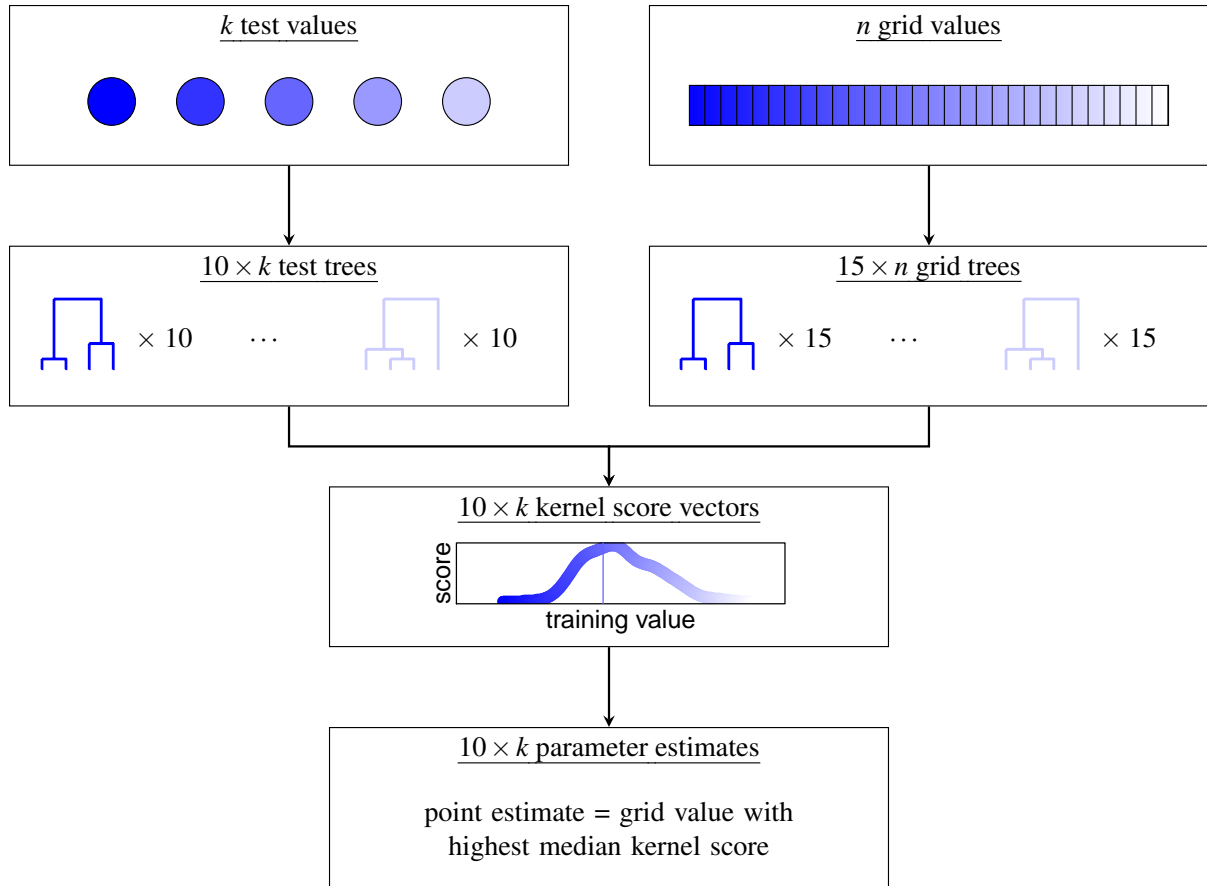 k test values
n grid values
10 × k test trees
× 10 ··· × 10
15 × n grid trees
× 15 ··· × 15
10 × k kernel score vectors
score
training value
10 × k parameter estimates
point estimate = grid value with
highest median kernel score